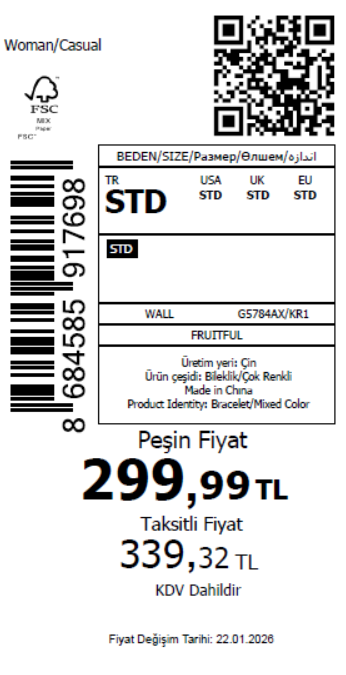 Woman/Casual
FSC
MIX
Paper
FSC™
8 684585 917698
BEDEN/SIZE/Размер/Өлшем/اندازه
TR USA UK EU
STD STD STD STD
STD
WALL G5784AX/KR1
FRUITFUL
Üretim yeri: Çin
Ürün çeşidi: Bileklik/Çok Renkli
Made in China
Product Identity: Bracelet/Mixed Color
Peşin Fiyat
299,99 TL
Taksitli Fiyat
339,32 TL
KDV Dahildir
Fiyat Değişim Tarihi: 22.01.2026